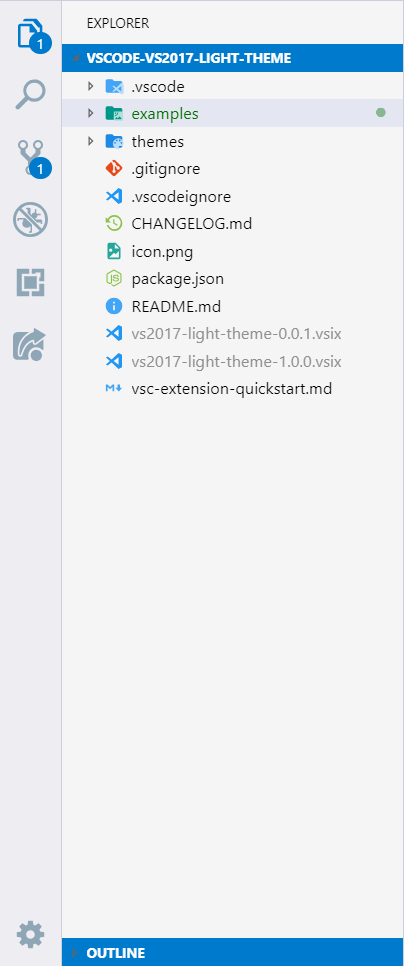 EXPLORER
VSCODE-VS2017-LIGHT-THEME
.vscode
examples
themes
.gitignore
.vscodeignore
CHANGELOG.md
icon.png
package.json
README.md
vs2017-light-theme-0.0.1.vsix
vs2017-light-theme-1.0.0.vsix
vsc-extension-quickstart.md
OUTLINE
1
1